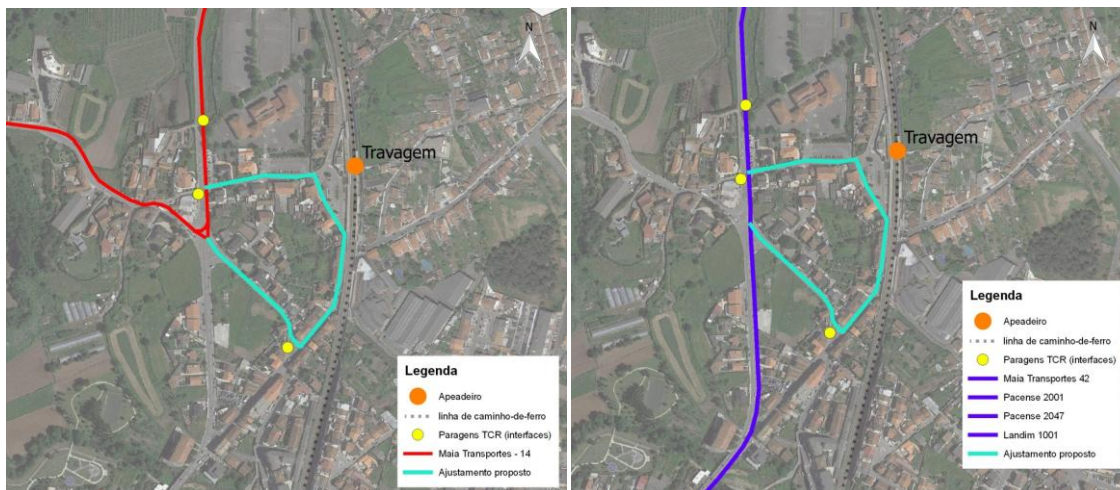 N
Travagem
Legenda
Apeadeiro
linha de caminho-de-ferro
Paragens TCR (interfaces)
Maia Transportes - 14
Ajustamento proposto
N
Travagem
Legenda
Apeadeiro
linha de caminho-de-ferro
Paragens TCR (interfaces)
Maia Transportes 42
Pacense 2001
Pacense 2047
Landim 1001
Ajustamento proposto